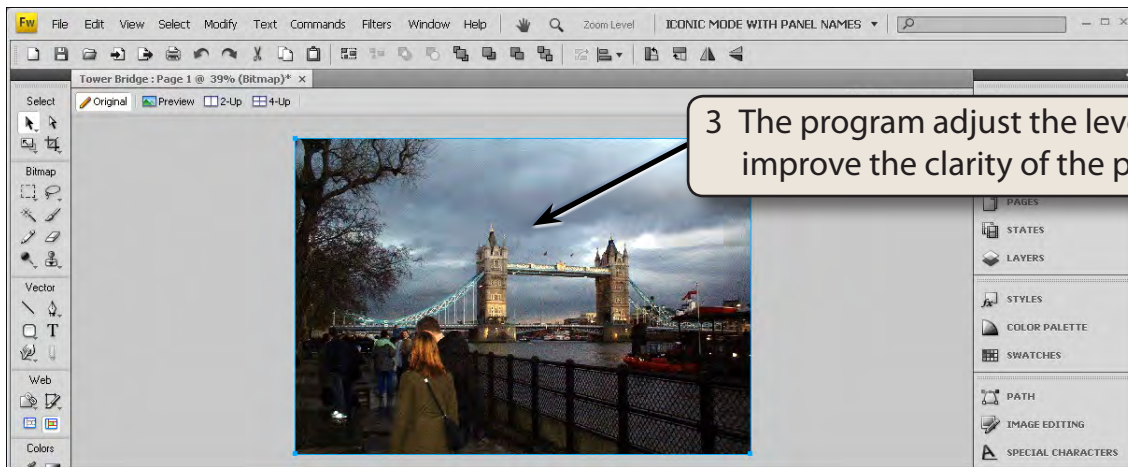 Fw File Edit View Select Modify Text Commands Filters Window Help Zoom Level ICONIC MODE WITH PANEL NAMES
Tower Bridge : Page 1 @ 39% (Bitmap)* ×
Select Original Preview 2-Up 4-Up
3 The program adjust the
improve the clarity of the
Bitmap
PAGES
STATES
LAYERS
Vector
STYLES
COLOR PALETTE
SWATCHES
Web
PATH
IMAGE EDITING
Colors
SPECIAL CHARACTERS